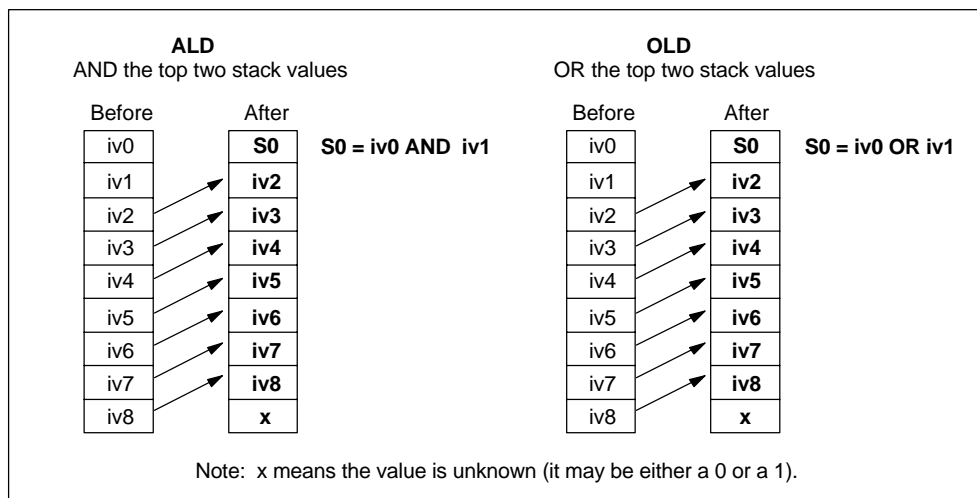 ALD
AND the top two stack values
Before After
iv0 S0 S0 = iv0 AND iv1
iv1 iv2
iv2 iv3
iv3 iv4
iv4 iv5
iv5 iv6
iv6 iv7
iv7 iv8
iv8 x
OLD
OR the top two stack values
Before After
iv0 S0 S0 = iv0 OR iv1
iv1 iv2
iv2 iv3
iv3 iv4
iv4 iv5
iv5 iv6
iv6 iv7
iv7 iv8
iv8 x
Note: x means the value is unknown (it may be either a 0 or a 1).